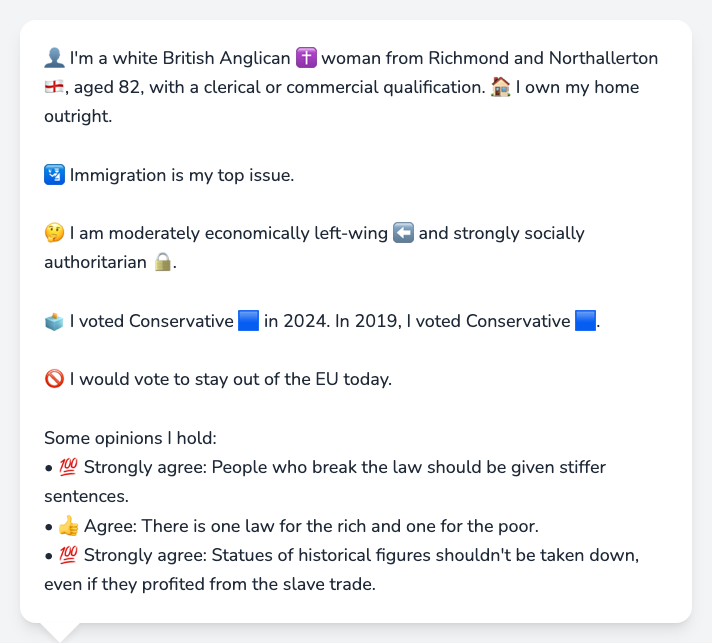 👤 I'm a white British Anglican ✝️ woman from Richmond and Northallerton
🏴󠁧󠁢󠁥󠁮󠁧󠁿, aged 82, with a clerical or commercial qualification. 🏠 I own my home
outright.
🛂 Immigration is my top issue.
🤔 I am moderately economically left-wing ⬅️ and strongly socially
authoritarian 🔒.
🗳️ I voted Conservative 🟦 in 2024. In 2019, I voted Conservative 🟦.
🚫 I would vote to stay out of the EU today.
Some opinions I hold:
• 💯 Strongly agree: People who break the law should be given stiffer
sentences.
• 👍 Agree: There is one law for the rich and one for the poor.
• 💯 Strongly agree: Statues of historical figures shouldn't be taken down,
even if they profited from the slave trade.